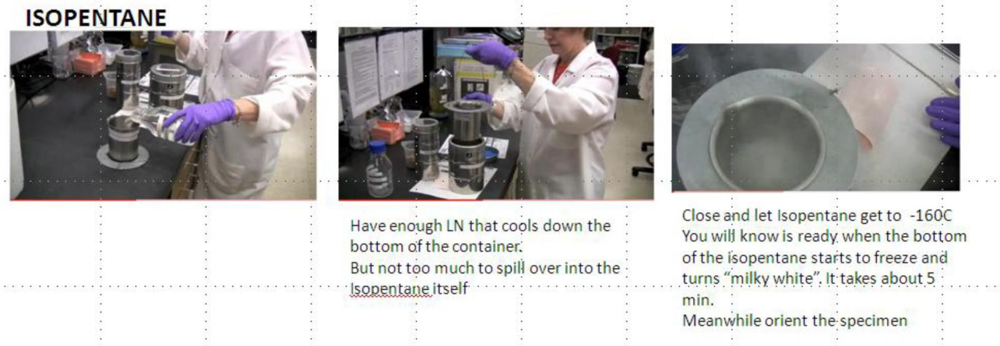 ISOPENTANE
Have enough LN that cools down the
bottom of the container.
But not too much to spill over into the
Isopentane itself
Close and let Isopentane get to -160C
You will know is ready when the bottom
of the isopentane starts to freeze and
turns “milky white”. It takes about 5
min.
Meanwhile orient the specimen